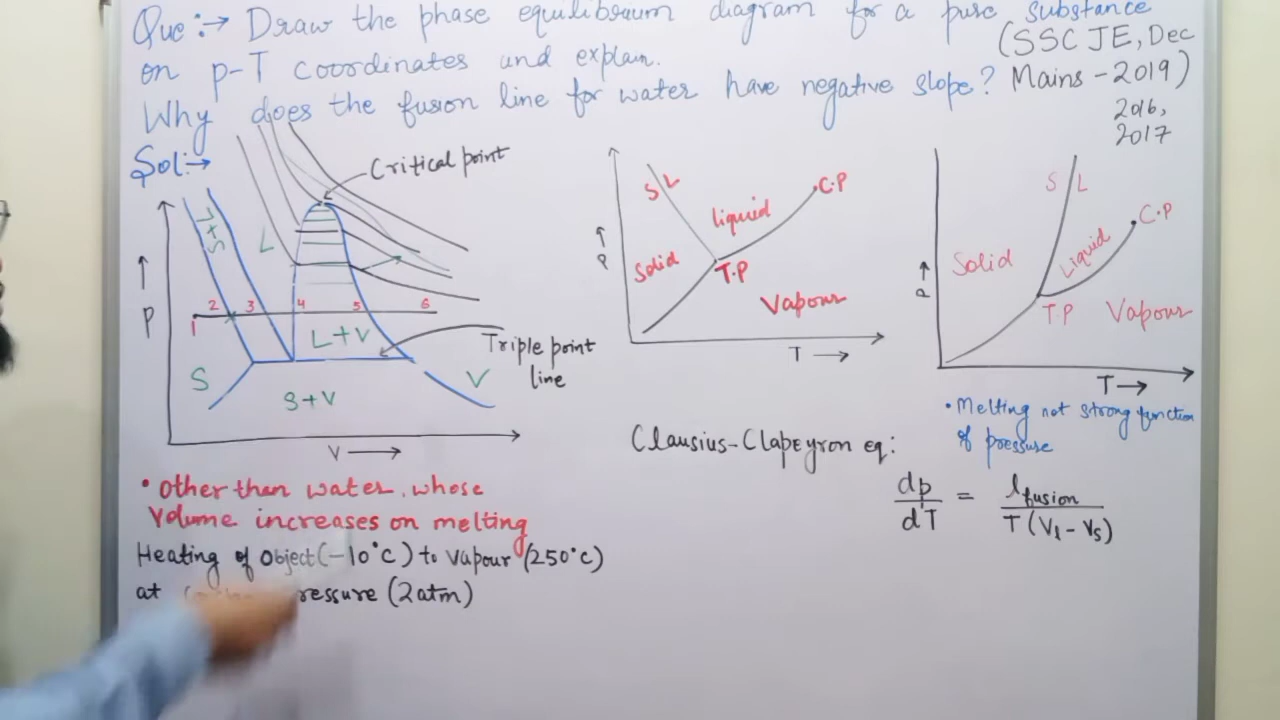 Que:→ Draw the phase equilibrium diagram for a pure substance
on p-T coordinates and explain. (SSC JE, Dec
Why does the fusion line for water have negative slope? Mains-2019)
2016,
2017
Sol:→
Critical point
P
L+S
L
1
2
3
4
5
6
L+V
S
S+V
V
Triple point
line
V
S L
C.P
liquid
P
Solid
T.P
Vapour
T
S L
C.P
Solid
Liquid
P
T.P
Vapour
T
• Melting not strong function
of pressure
Clausius-Clapeyron eq:
dp/dT = lfusion/T(Vl-Vs)
• Other than water, whose
Volume increases on melting
Heating of Object(-10°C) to Vapour (250°C)
at pressure (2atm)